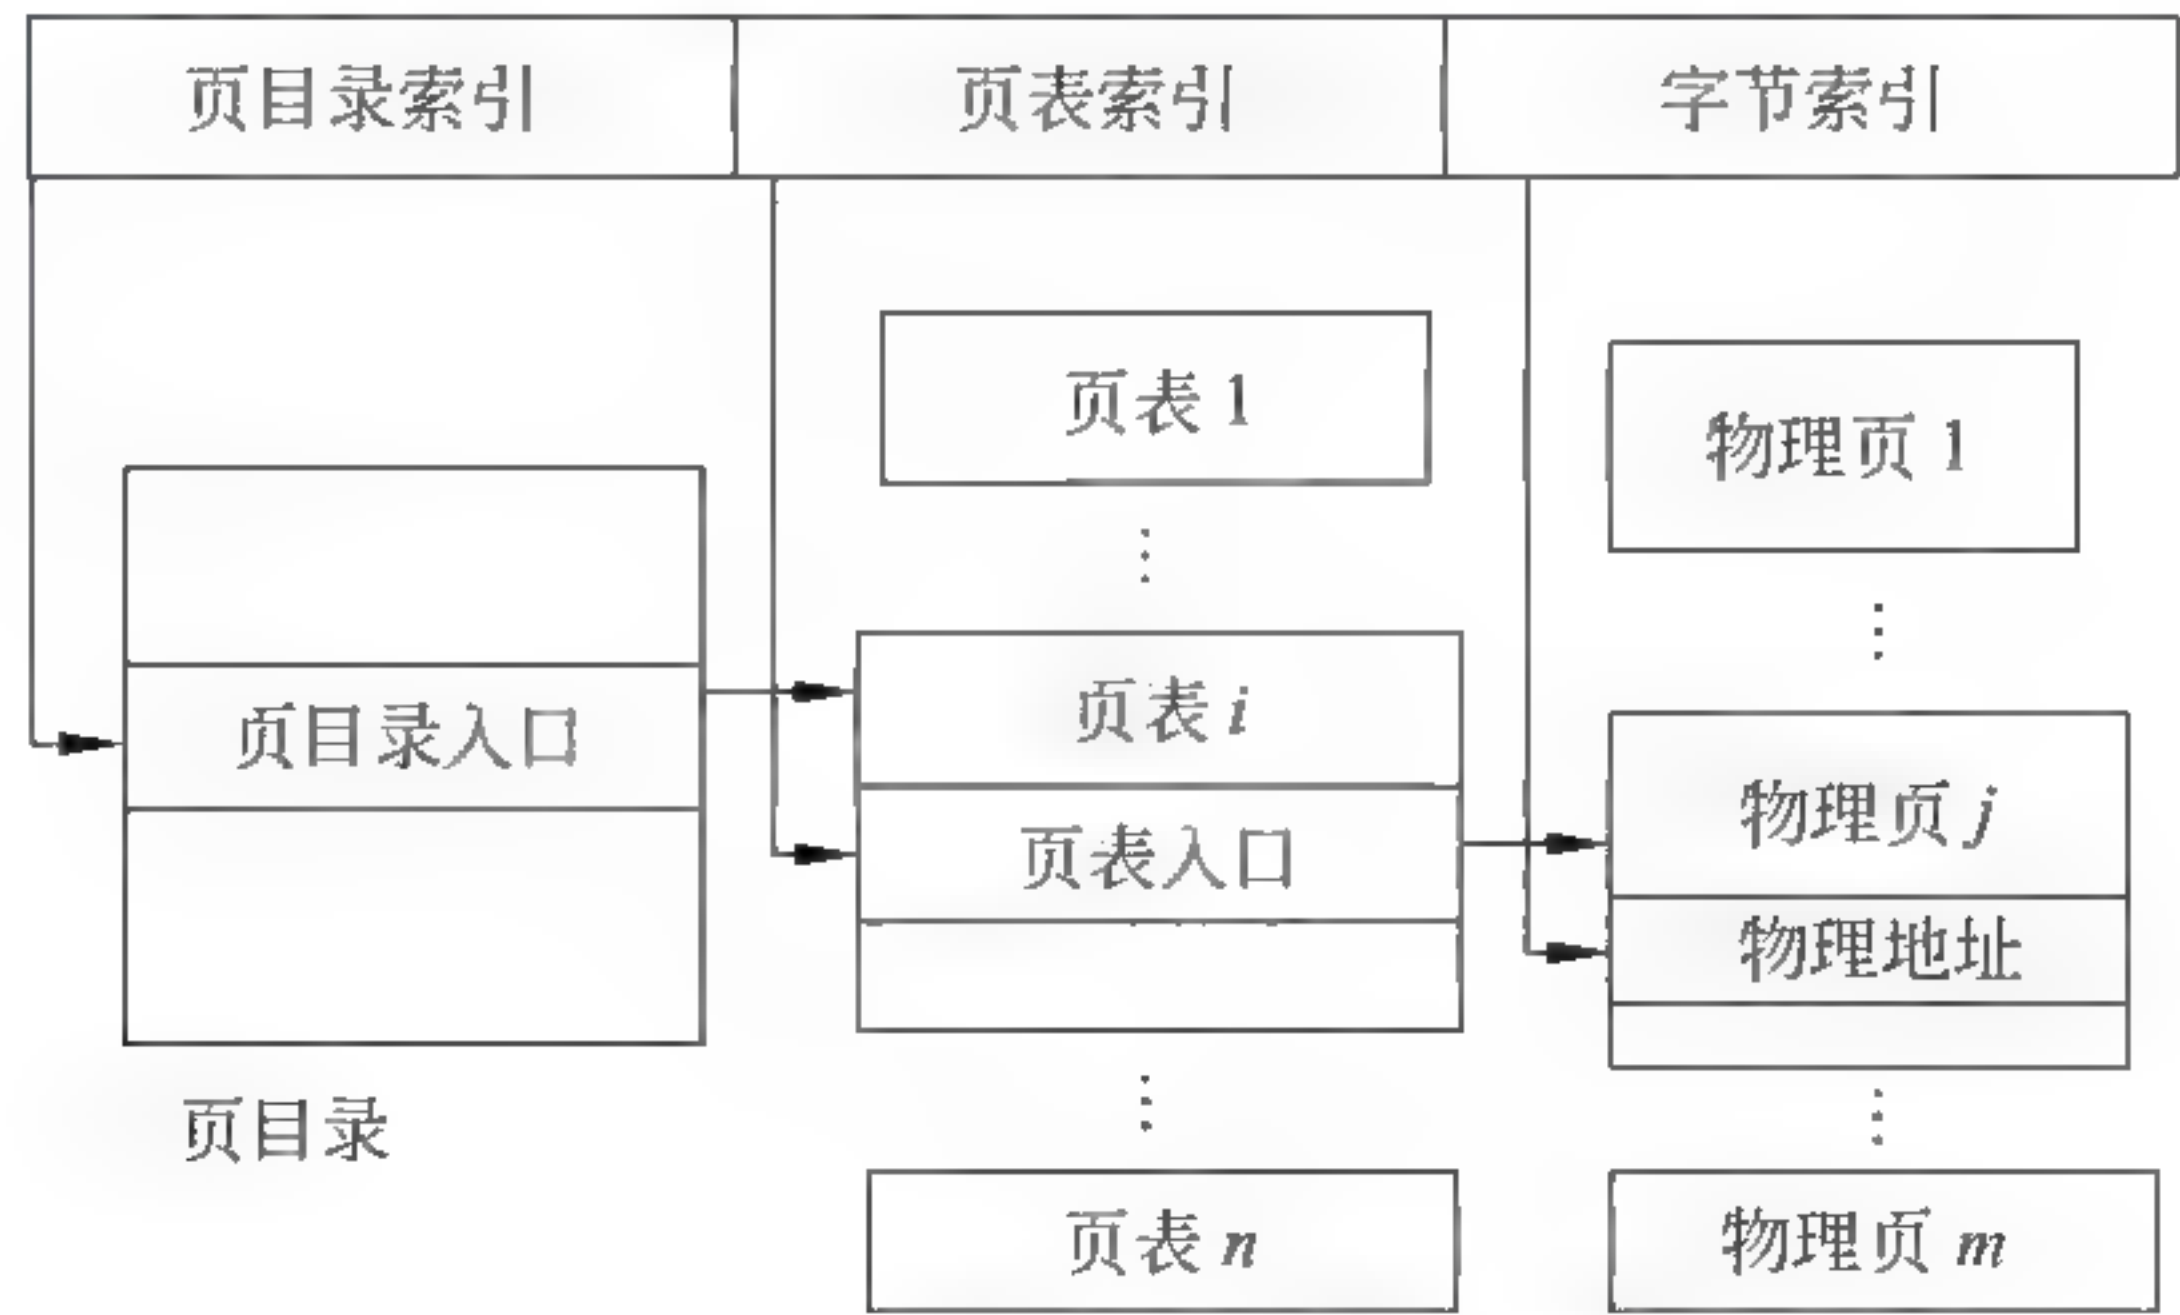 页目录索引
页表索引
字节索引
页表 1
物理页 1
⋮
⋮
页表 i
页目录入口
物理页 j
页表入口
物理地址
⋮
⋮
页目录
页表 n
物理页 m